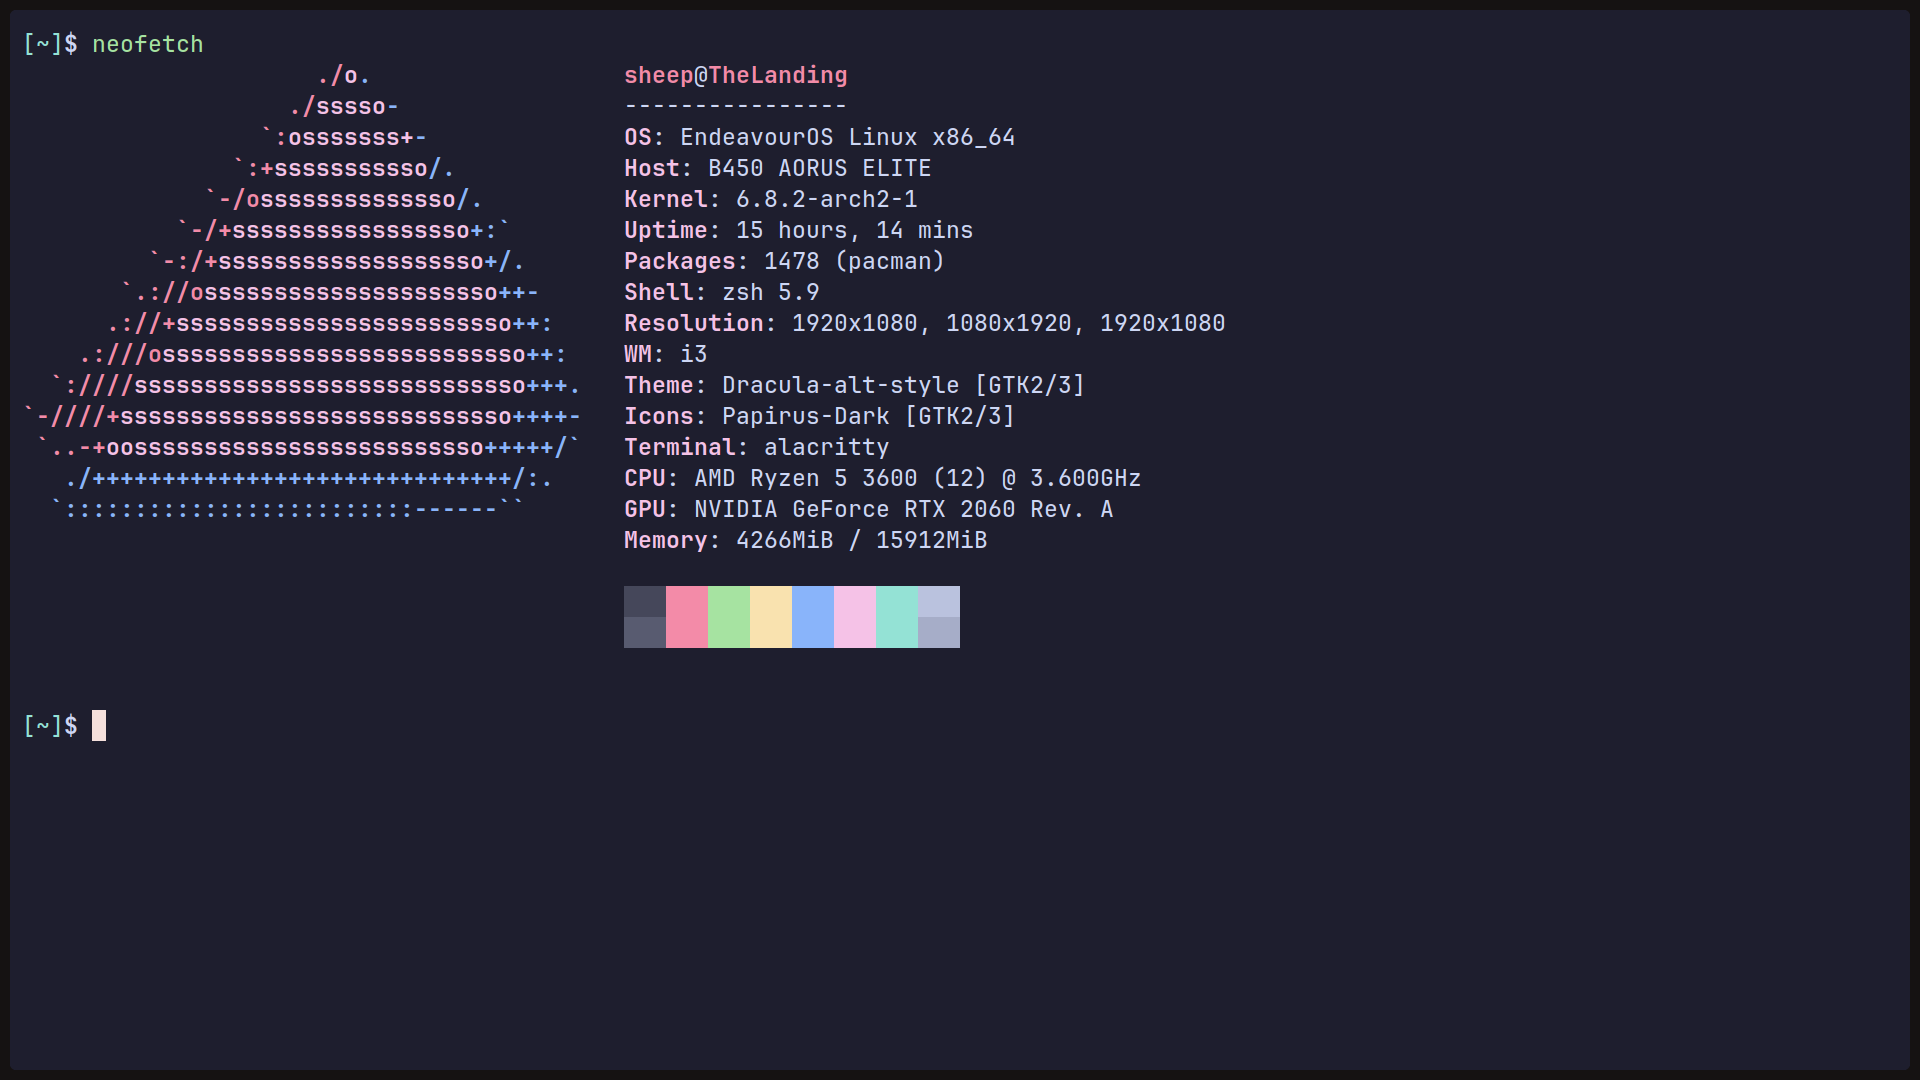 [~]$ neofetch
./o. sheep@TheLanding
./sssso- ----------------
`:osssssss+- OS: EndeavourOS Linux x86_64
`:+sssssssssso/. Host: B450 AORUS ELITE
`-/ossssssssssssso/. Kernel: 6.8.2-arch2-1
`-/+sssssssssssssssso+:` Uptime: 15 hours, 14 mins
`-:/+sssssssssssssssssso+/. Packages: 1478 (pacman)
`.://osssssssssssssssssssso++- Shell: zsh 5.9
.://+ssssssssssssssssssssssso++: Resolution: 1920x1080, 1080x1920, 1920x1080
.:///ossssssssssssssssssssssssso++: WM: i3
`:////ssssssssssssssssssssssssssso+++. Theme: Dracula-alt-style [GTK2/3]
`-////+ssssssssssssssssssssssssssso++++- Icons: Papirus-Dark [GTK2/3]
`..-+oosssssssssssssssssssssssso+++++/` Terminal: alacritty
./++++++++++++++++++++++++++++++/:. CPU: AMD Ryzen 5 3600 (12) @ 3.600GHz
`:::::::::::::::::::::::::------`` GPU: NVIDIA GeForce RTX 2060 Rev. A
Memory: 4266MiB / 15912MiB
[~]$